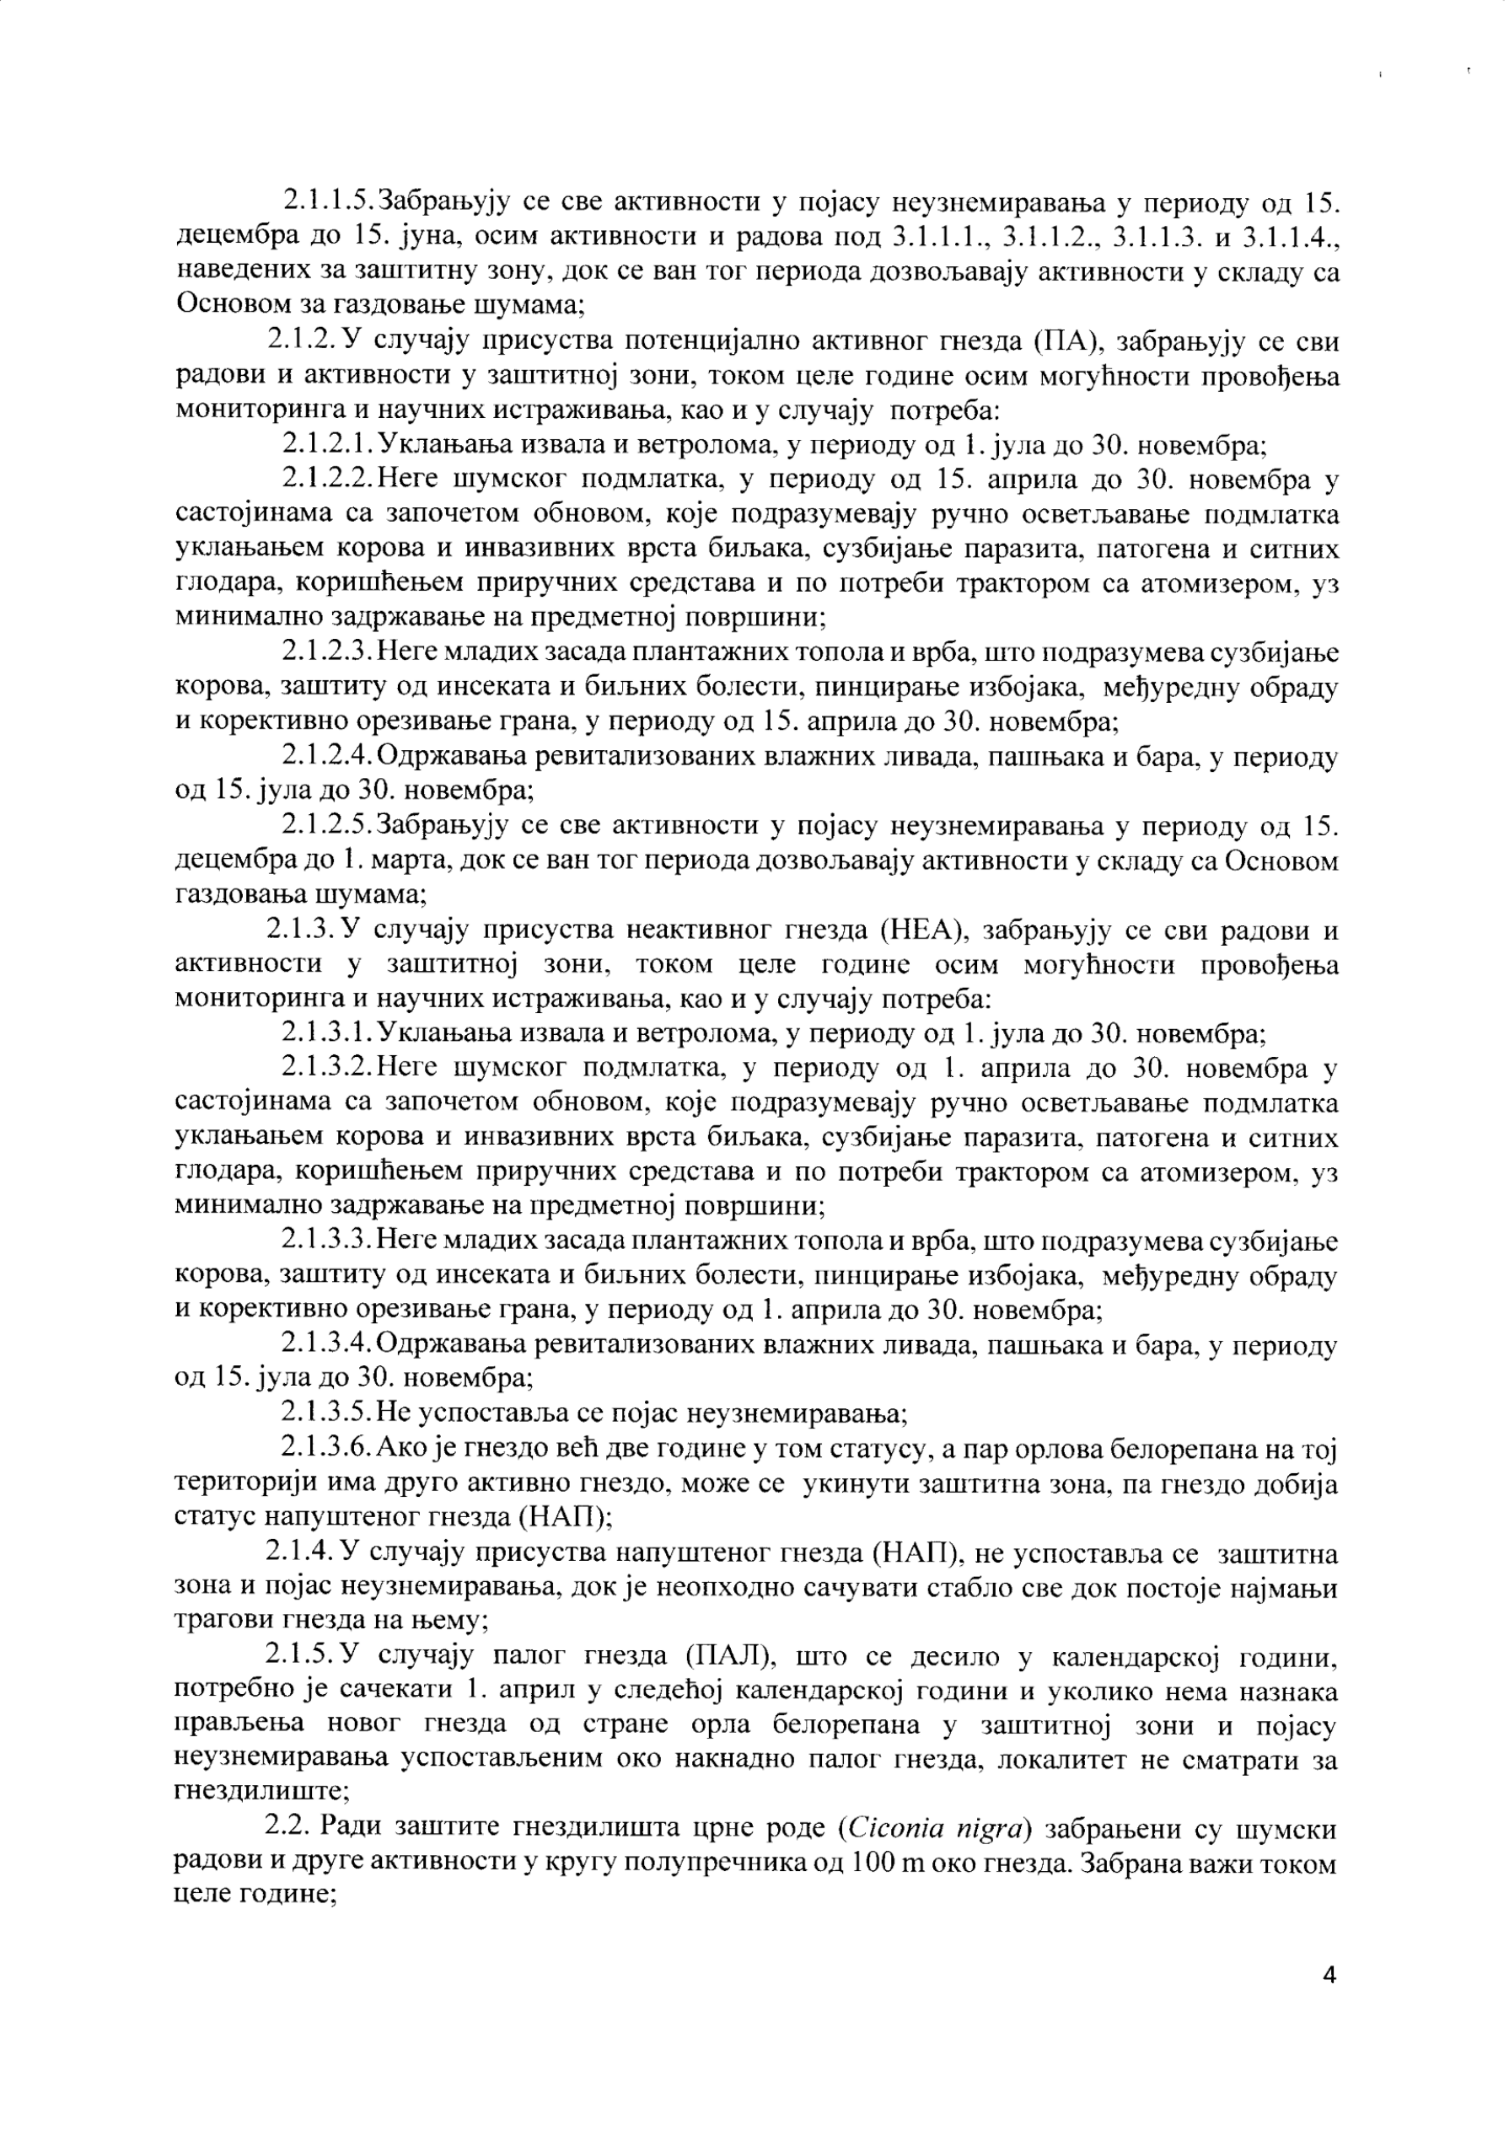 2.1.1.5. Забрањују се све активности у појасу неузнемиравања у периоду од 15.
децембра до 15. јуна, осим активности и радова под 3.1.1.1., 3.1.1.2., 3.1.1.3. и 3.1.1.4.,
наведених за заштитну зону, док се ван тог периода дозвољавају активности у складу са
Основом за газдовање шумама;
2.1.2. У случају присуства потенцијално активног гнезда (ПА), забрањују се сви
радови и активности у заштитној зони, током целе године осим могућности провођења
мониторинга и научних истраживања, као и у случају потреба:
2.1.2.1. Уклањања извала и ветролома, у периоду од 1. јула до 30. новембра;
2.1.2.2. Неге шумског подмлатка, у периоду од 15. априла до 30. новембра у
састојинама са започетом обновом, које подразумевају ручно осветљавање подмлатка
уклањањем корова и инвазивних врста биљака, сузбијање паразита, патогена и ситних
глодара, коришћењем приручних средстава и по потреби трактором са атомизером, уз
минимално задржавање на предметној површини;
2.1.2.3. Неге младих засада плантажних топола и врба, што подразумева сузбијање
корова, заштиту од инсеката и биљних болести, пинцирање избојака, међуредну обраду
и корективно орезивање грана, у периоду од 15. априла до 30. новембра;
2.1.2.4. Одржавања ревитализованих влажних ливада, пашњака и бара, у периоду
од 15. јула до 30. новембра;
2.1.2.5. Забрањују се све активности у појасу неузнемиравања у периоду од 15.
децембра до 1. марта, док се ван тог периода дозвољавају активности у складу са Основом
газдовања шумама;
2.1.3. У случају присуства неактивног гнезда (НЕА), забрањују се сви радови и
активности у заштитној зони, током целе године осим могућности провођења
мониторинга и научних истраживања, као и у случају потреба:
2.1.3.1. Уклањања извала и ветролома, у периоду од 1. јула до 30. новембра;
2.1.3.2. Неге шумског подмлатка, у периоду од 1. априла до 30. новембра у
састојинама са започетом обновом, које подразумевају ручно осветљавање подмлатка
уклањањем корова и инвазивних врста биљака, сузбијање паразита, патогена и ситних
глодара, коришћењем приручних средстава и по потреби трактором са атомизером, уз
минимално задржавање на предметној површини;
2.1.3.3. Неге младих засада плантажних топола и врба, што подразумева сузбијање
корова, заштиту од инсеката и биљних болести, пинцирање избојака, међуредну обраду
и корективно орезивање грана, у периоду од 1. априла до 30. новембра;
2.1.3.4. Одржавања ревитализованих влажних ливада, пашњака и бара, у периоду
од 15. јула до 30. новембра;
2.1.3.5. Не успоставља се појас неузнемиравања;
2.1.3.6. Ако је гнездо већ две године у том статусу, а пар орлова белорепана на тој
територији има друго активно гнездо, може се укинути заштитна зона, па гнездо добија
статус напуштеног гнезда (НАП);
2.1.4. У случају присуства напуштеног гнезда (НАП), не успоставља се заштитна
зона и појас неузнемиравања, док је неопходно сачувати стабло све док постоје најмањи
трагови гнезда на њему;
2.1.5. У случају палог гнезда (ПАЛ), што се десило у календарској години,
потребно је сачекати 1. април у следећој календарској години и уколико нема назнака
прављења новог гнезда од стране орла белорепана у заштитној зони и појасу
неузнемиравања успостављеним око накнадно палог гнезда, локалитет не сматрати за
гнездилиште;
2.2. Ради заштите гнездилишта црне роде (Ciconia nigra) забрањени су шумски
радови и друге активности у кругу полупречника од 100 m око гнезда. Забрана важи током
целе године;
4